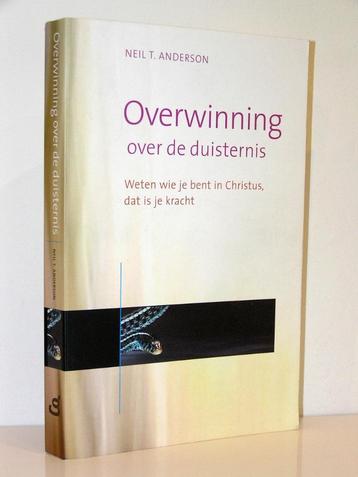 NEIL T. ANDERSON
Overwinning
over de duisternis
Weten wie je bent in Christus,
dat is je kracht
Overwinning over de duisternis
NEIL T. ANDERSON